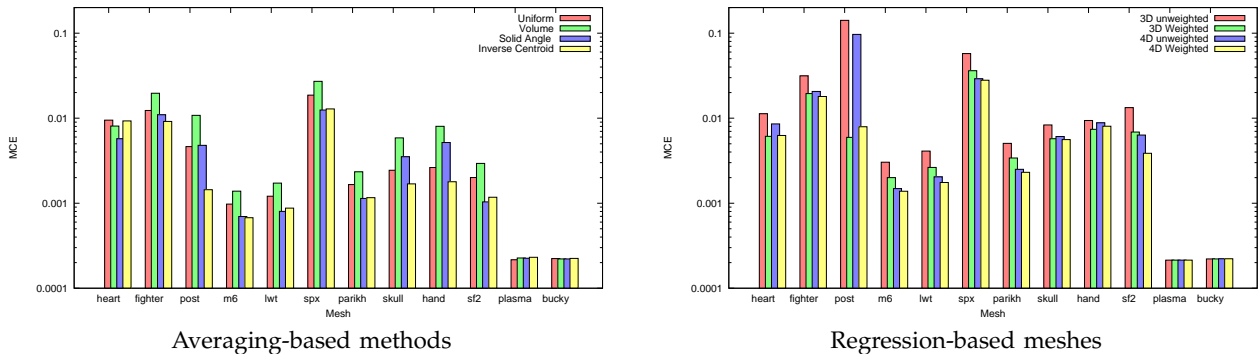 0.1
0.01
0.001
0.0001
MCE
heart fighter post m6 lwt spx parikh skull hand sf2 plasma bucky
Mesh
Uniform
Volume
Solid Angle
Inverse Centroid
Averaging-based methods
0.1
0.01
0.001
0.0001
MCE
heart fighter post m6 lwt spx parikh skull hand sf2 plasma bucky
Mesh
3D unweighted
3D Weighted
4D unweighted
4D Weighted
Regression-based meshes